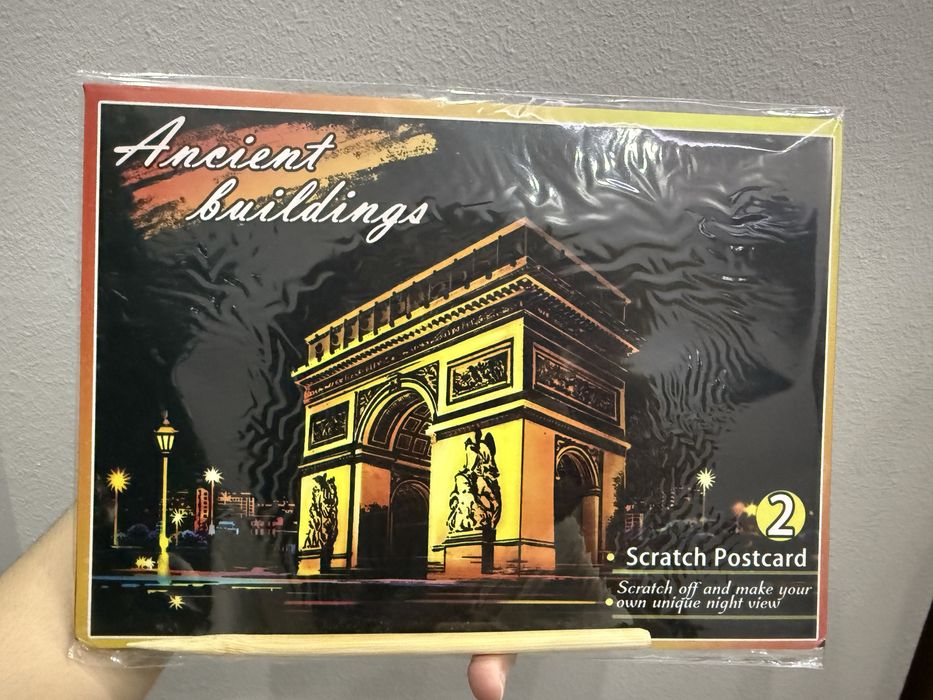 Ancient
buildings
2
Scratch Postcard
Scratch off and make your
own unique night view